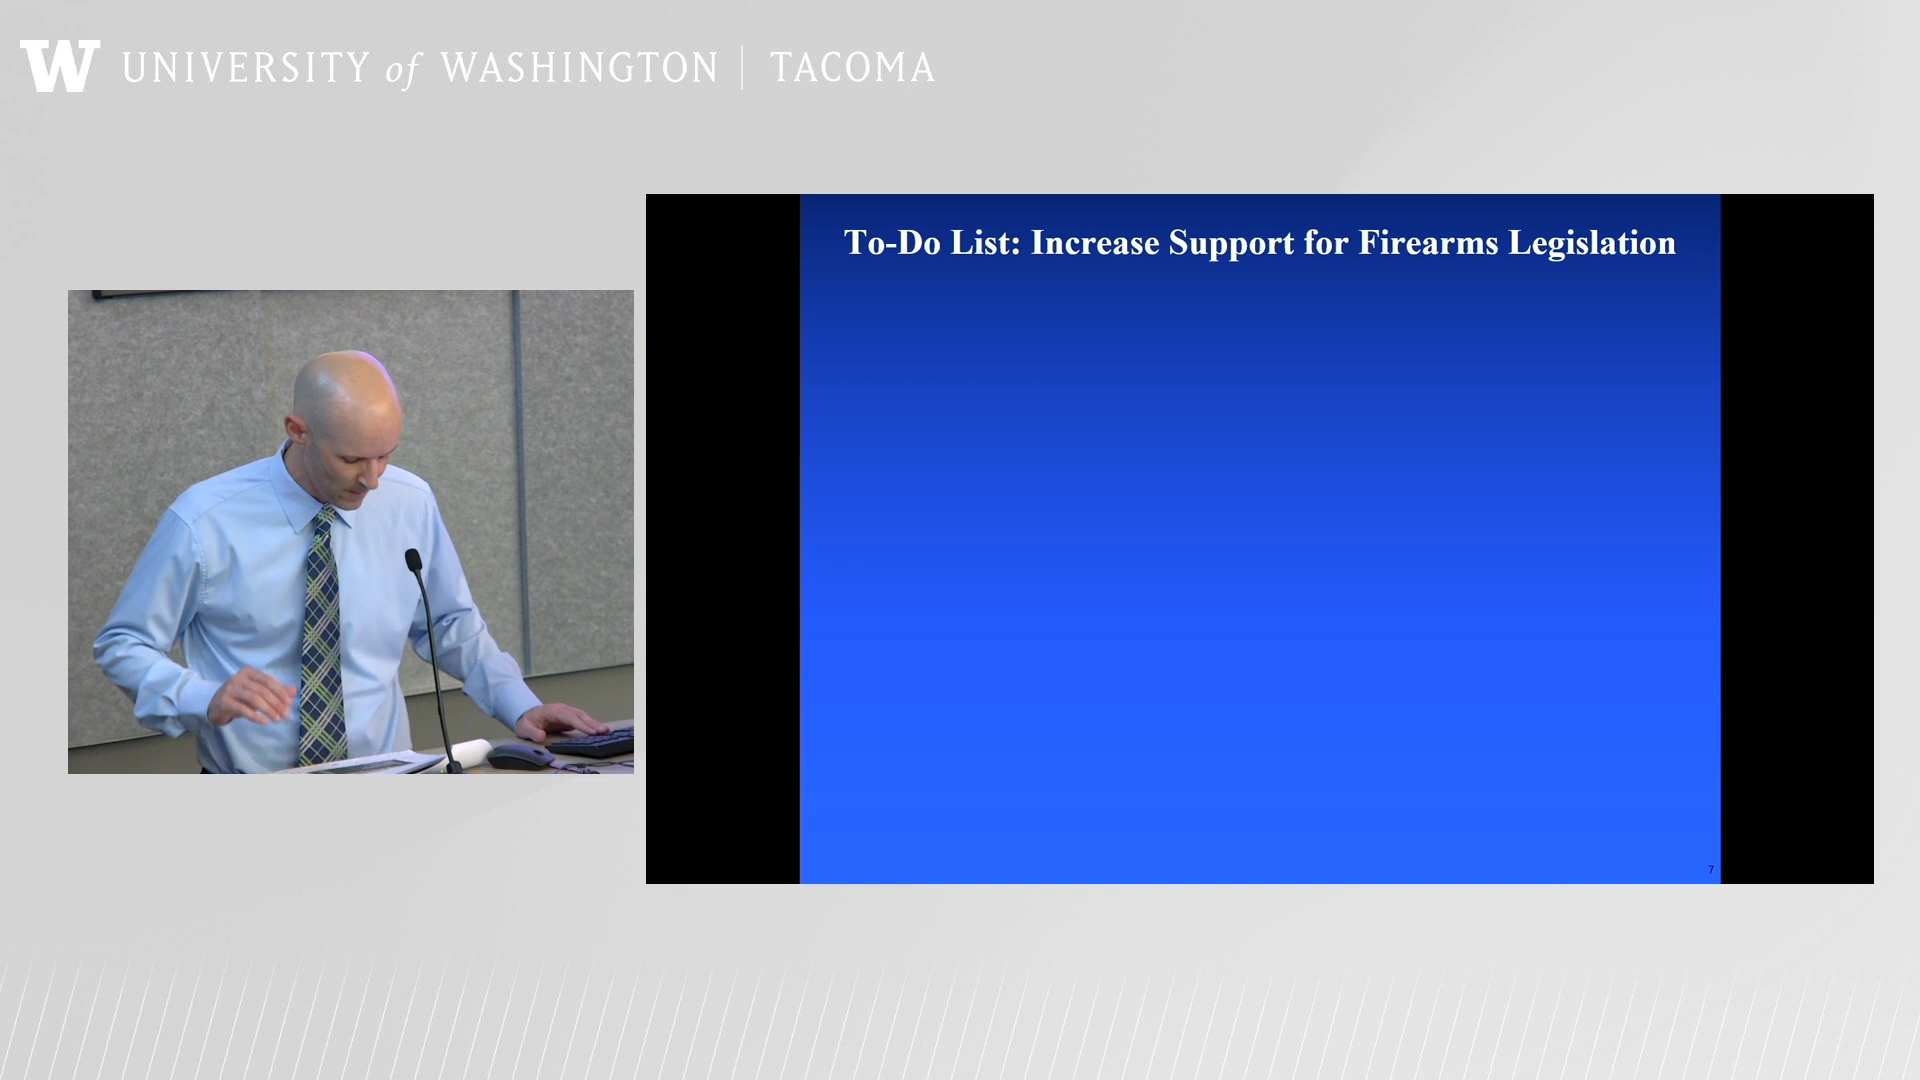 W UNIVERSITY of WASHINGTON | TACOMA
To-Do List: Increase Support for Firearms Legislation
7